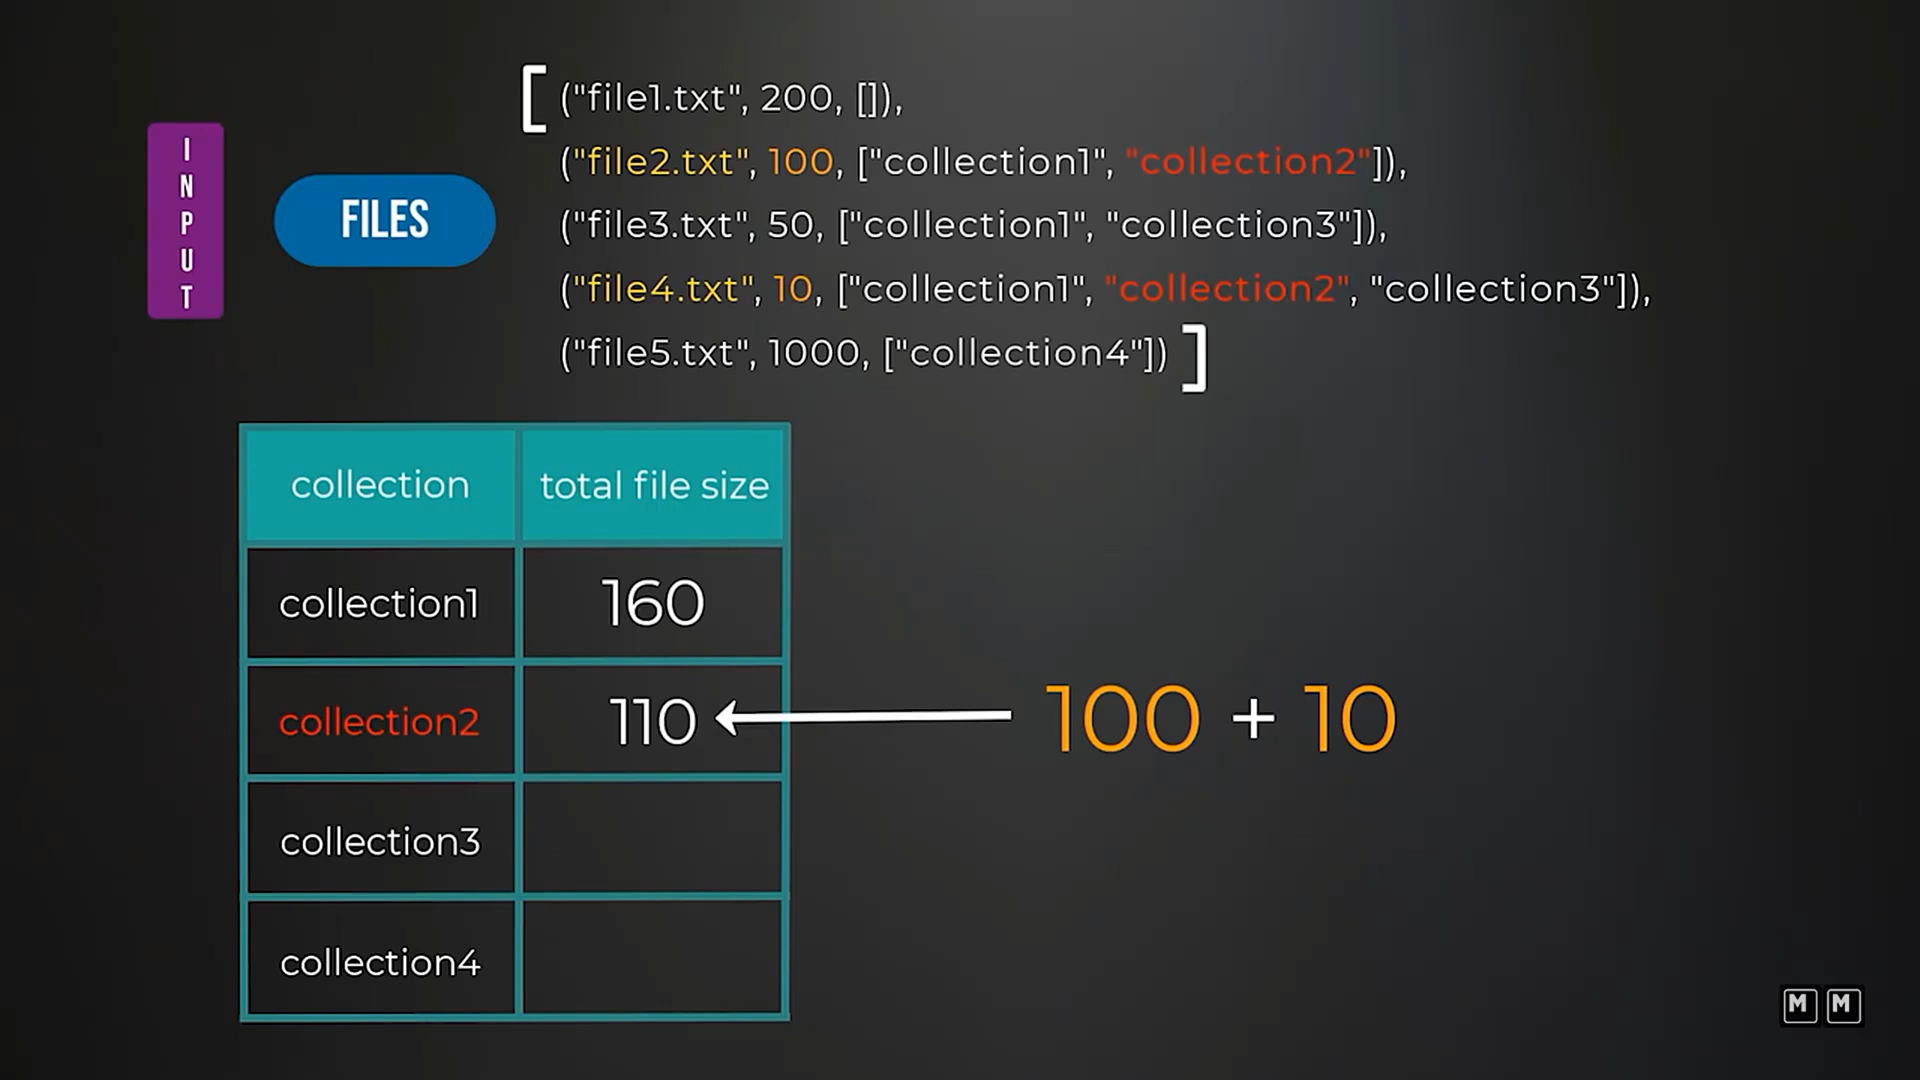 [ ("file1.txt", 200, []),
("file2.txt", 100, ["collection1", "collection2"]),
("file3.txt", 50, ["collection1", "collection3"]),
("file4.txt", 10, ["collection1", "collection2", "collection3"]),
("file5.txt", 1000, ["collection4"]) ]
INPUT
FILES
collection total file size
collection1 160
collection2 110 100 + 10
collection3
collection4
M M